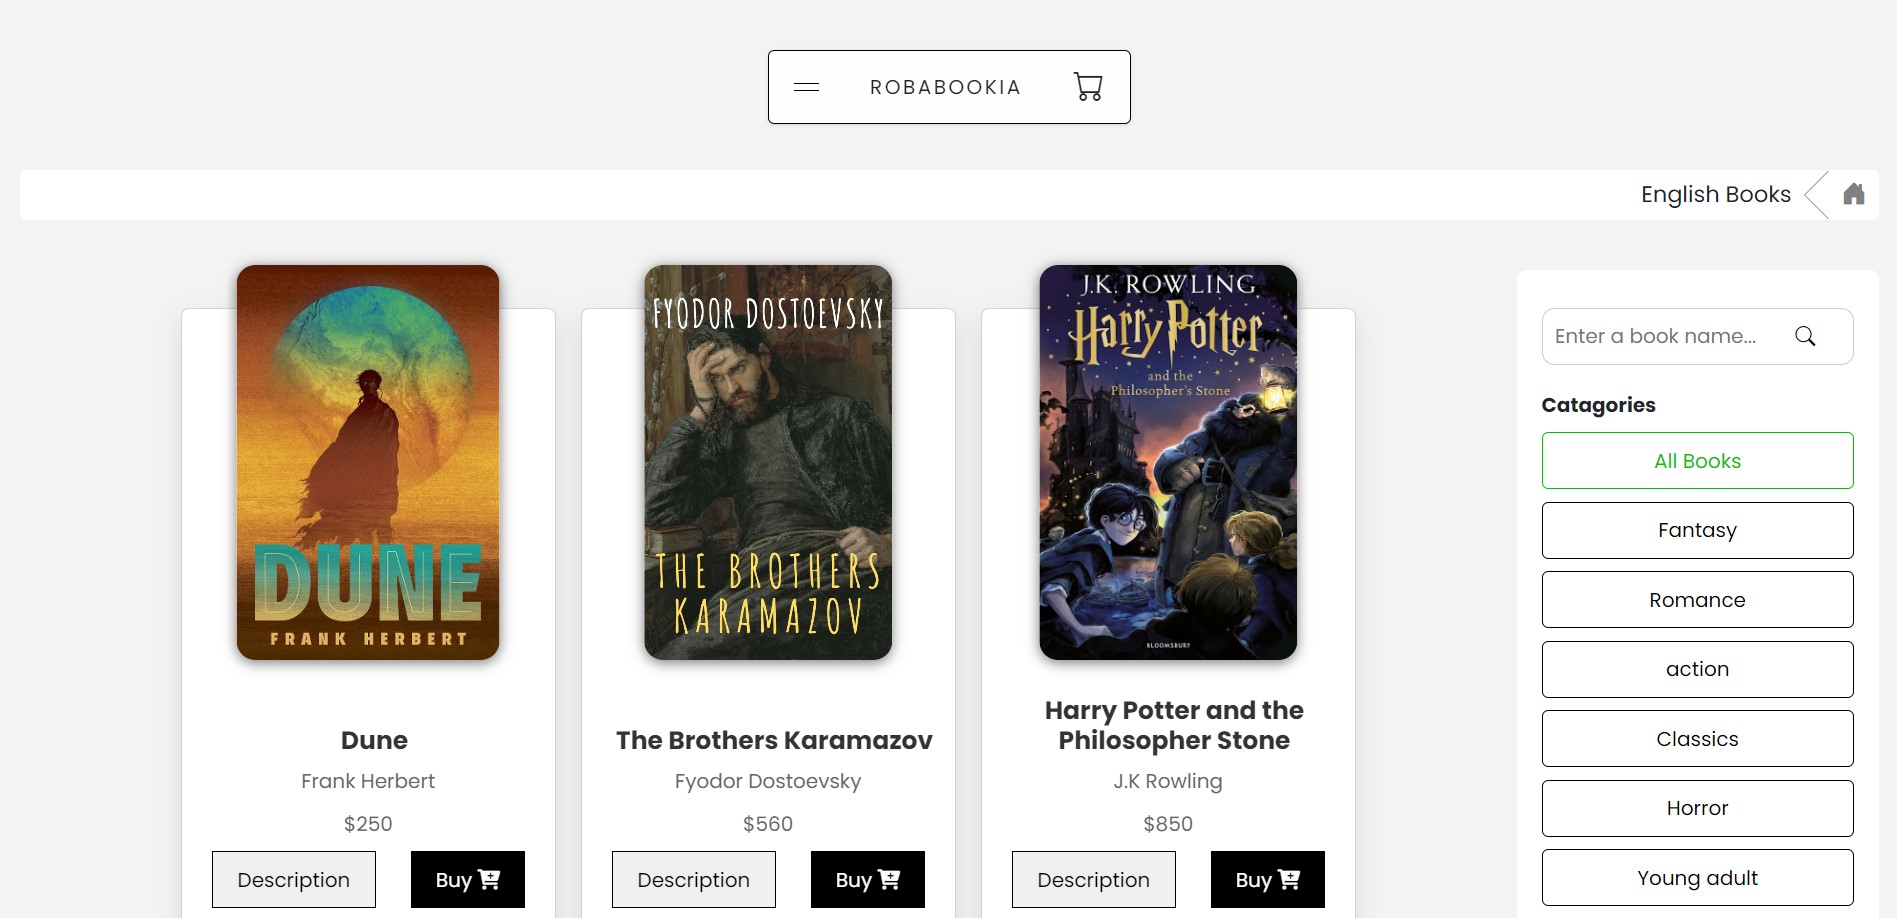 ROBABOOKIA
English Books
J.K. ROWLING
Harry Potter
and the
Philosopher's Stone
BLOOMSBURY
FYODOR DOSTOEVSKY
THE BROTHERS
KARAMAZOV
DUNE
FRANK HERBERT
Dune
Frank Herbert
$250
Description
Buy
The Brothers Karamazov
Fyodor Dostoevsky
$560
Description
Buy
Harry Potter and the
Philosopher Stone
J.K Rowling
$850
Description
Buy
Enter a book name...
Catagories
All Books
Fantasy
Romance
action
Classics
Horror
Young adult